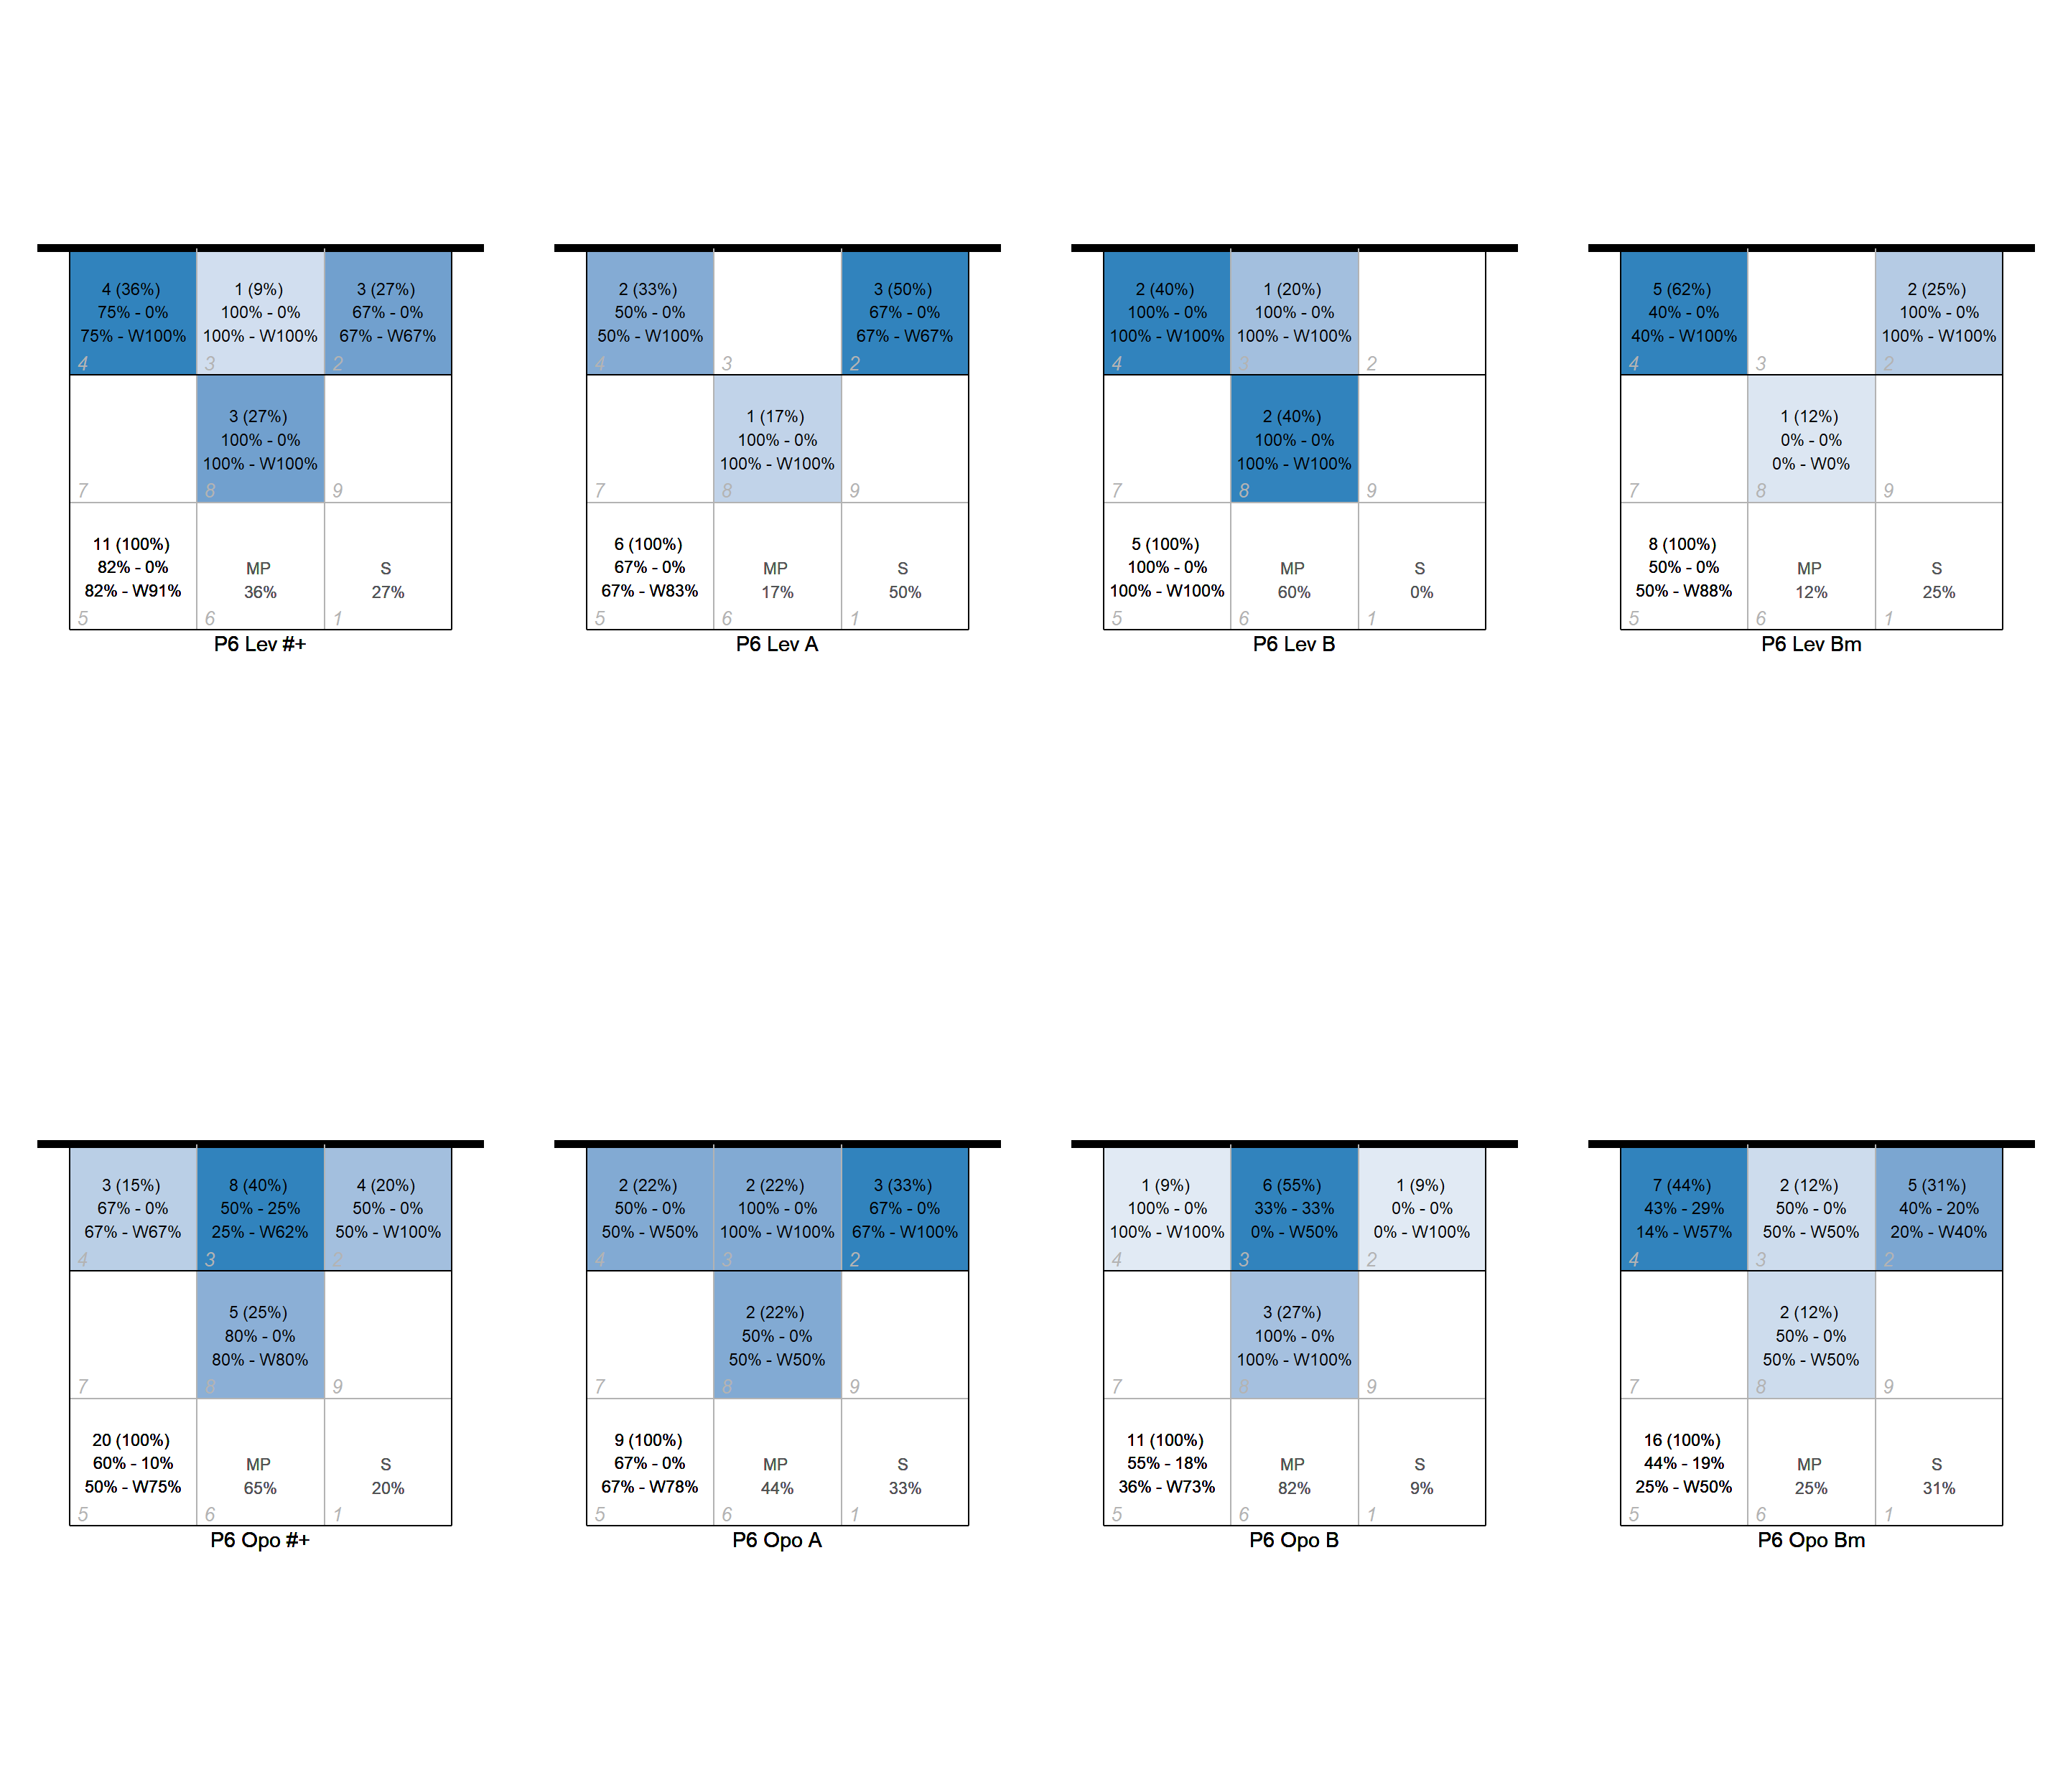 4 (36%)
75% - 0%
75% - W100%
4
1 (9%)
100% - 0%
100% - W100%
3
3 (27%)
67% - 0%
67% - W67%
2
7
3 (27%)
100% - 0%
100% - W100%
8
9
11 (100%)
82% - 0%
82% - W91%
5
MP
36%
6
S
27%
1
P6 Lev #+
2 (33%)
50% - 0%
50% - W100%
4
3
3 (50%)
67% - 0%
67% - W67%
2
7
1 (17%)
100% - 0%
100% - W100%
8
9
6 (100%)
67% - 0%
67% - W83%
5
MP
17%
6
S
50%
1
P6 Lev A
2 (40%)
100% - 0%
100% - W100%
4
1 (20%)
100% - 0%
100% - W100%
3
2
7
2 (40%)
100% - 0%
100% - W100%
8
9
5 (100%)
100% - 0%
100% - W100%
5
MP
60%
6
S
0%
1
P6 Lev B
5 (62%)
40% - 0%
40% - W100%
4
3
2 (25%)
100% - 0%
100% - W100%
2
7
1 (12%)
0% - 0%
0% - W0%
8
9
8 (100%)
50% - 0%
50% - W88%
5
MP
12%
6
S
25%
1
P6 Lev Bm
3 (15%)
67% - 0%
67% - W67%
4
8 (40%)
50% - 25%
25% - W62%
3
4 (20%)
50% - 0%
50% - W100%
2
7
5 (25%)
80% - 0%
80% - W80%
8
9
20 (100%)
60% - 10%
50% - W75%
5
MP
65%
6
S
20%
1
P6 Opo #+
2 (22%)
50% - 0%
50% - W50%
4
2 (22%)
100% - 0%
100% - W100%
3
3 (33%)
67% - 0%
67% - W100%
2
7
2 (22%)
50% - 0%
50% - W50%
8
9
9 (100%)
67% - 0%
67% - W78%
5
MP
44%
6
S
33%
1
P6 Opo A
1 (9%)
100% - 0%
100% - W100%
4
6 (55%)
33% - 33%
0% - W50%
3
1 (9%)
0% - 0%
0% - W100%
2
7
3 (27%)
100% - 0%
100% - W100%
8
9
11 (100%)
55% - 18%
36% - W73%
5
MP
82%
6
S
9%
1
P6 Opo B
7 (44%)
43% - 29%
14% - W57%
4
2 (12%)
50% - 0%
50% - W50%
3
5 (31%)
40% - 20%
20% - W40%
2
7
2 (12%)
50% - 0%
50% - W50%
8
9
16 (100%)
44% - 19%
25% - W50%
5
MP
25%
6
S
31%
1
P6 Opo Bm